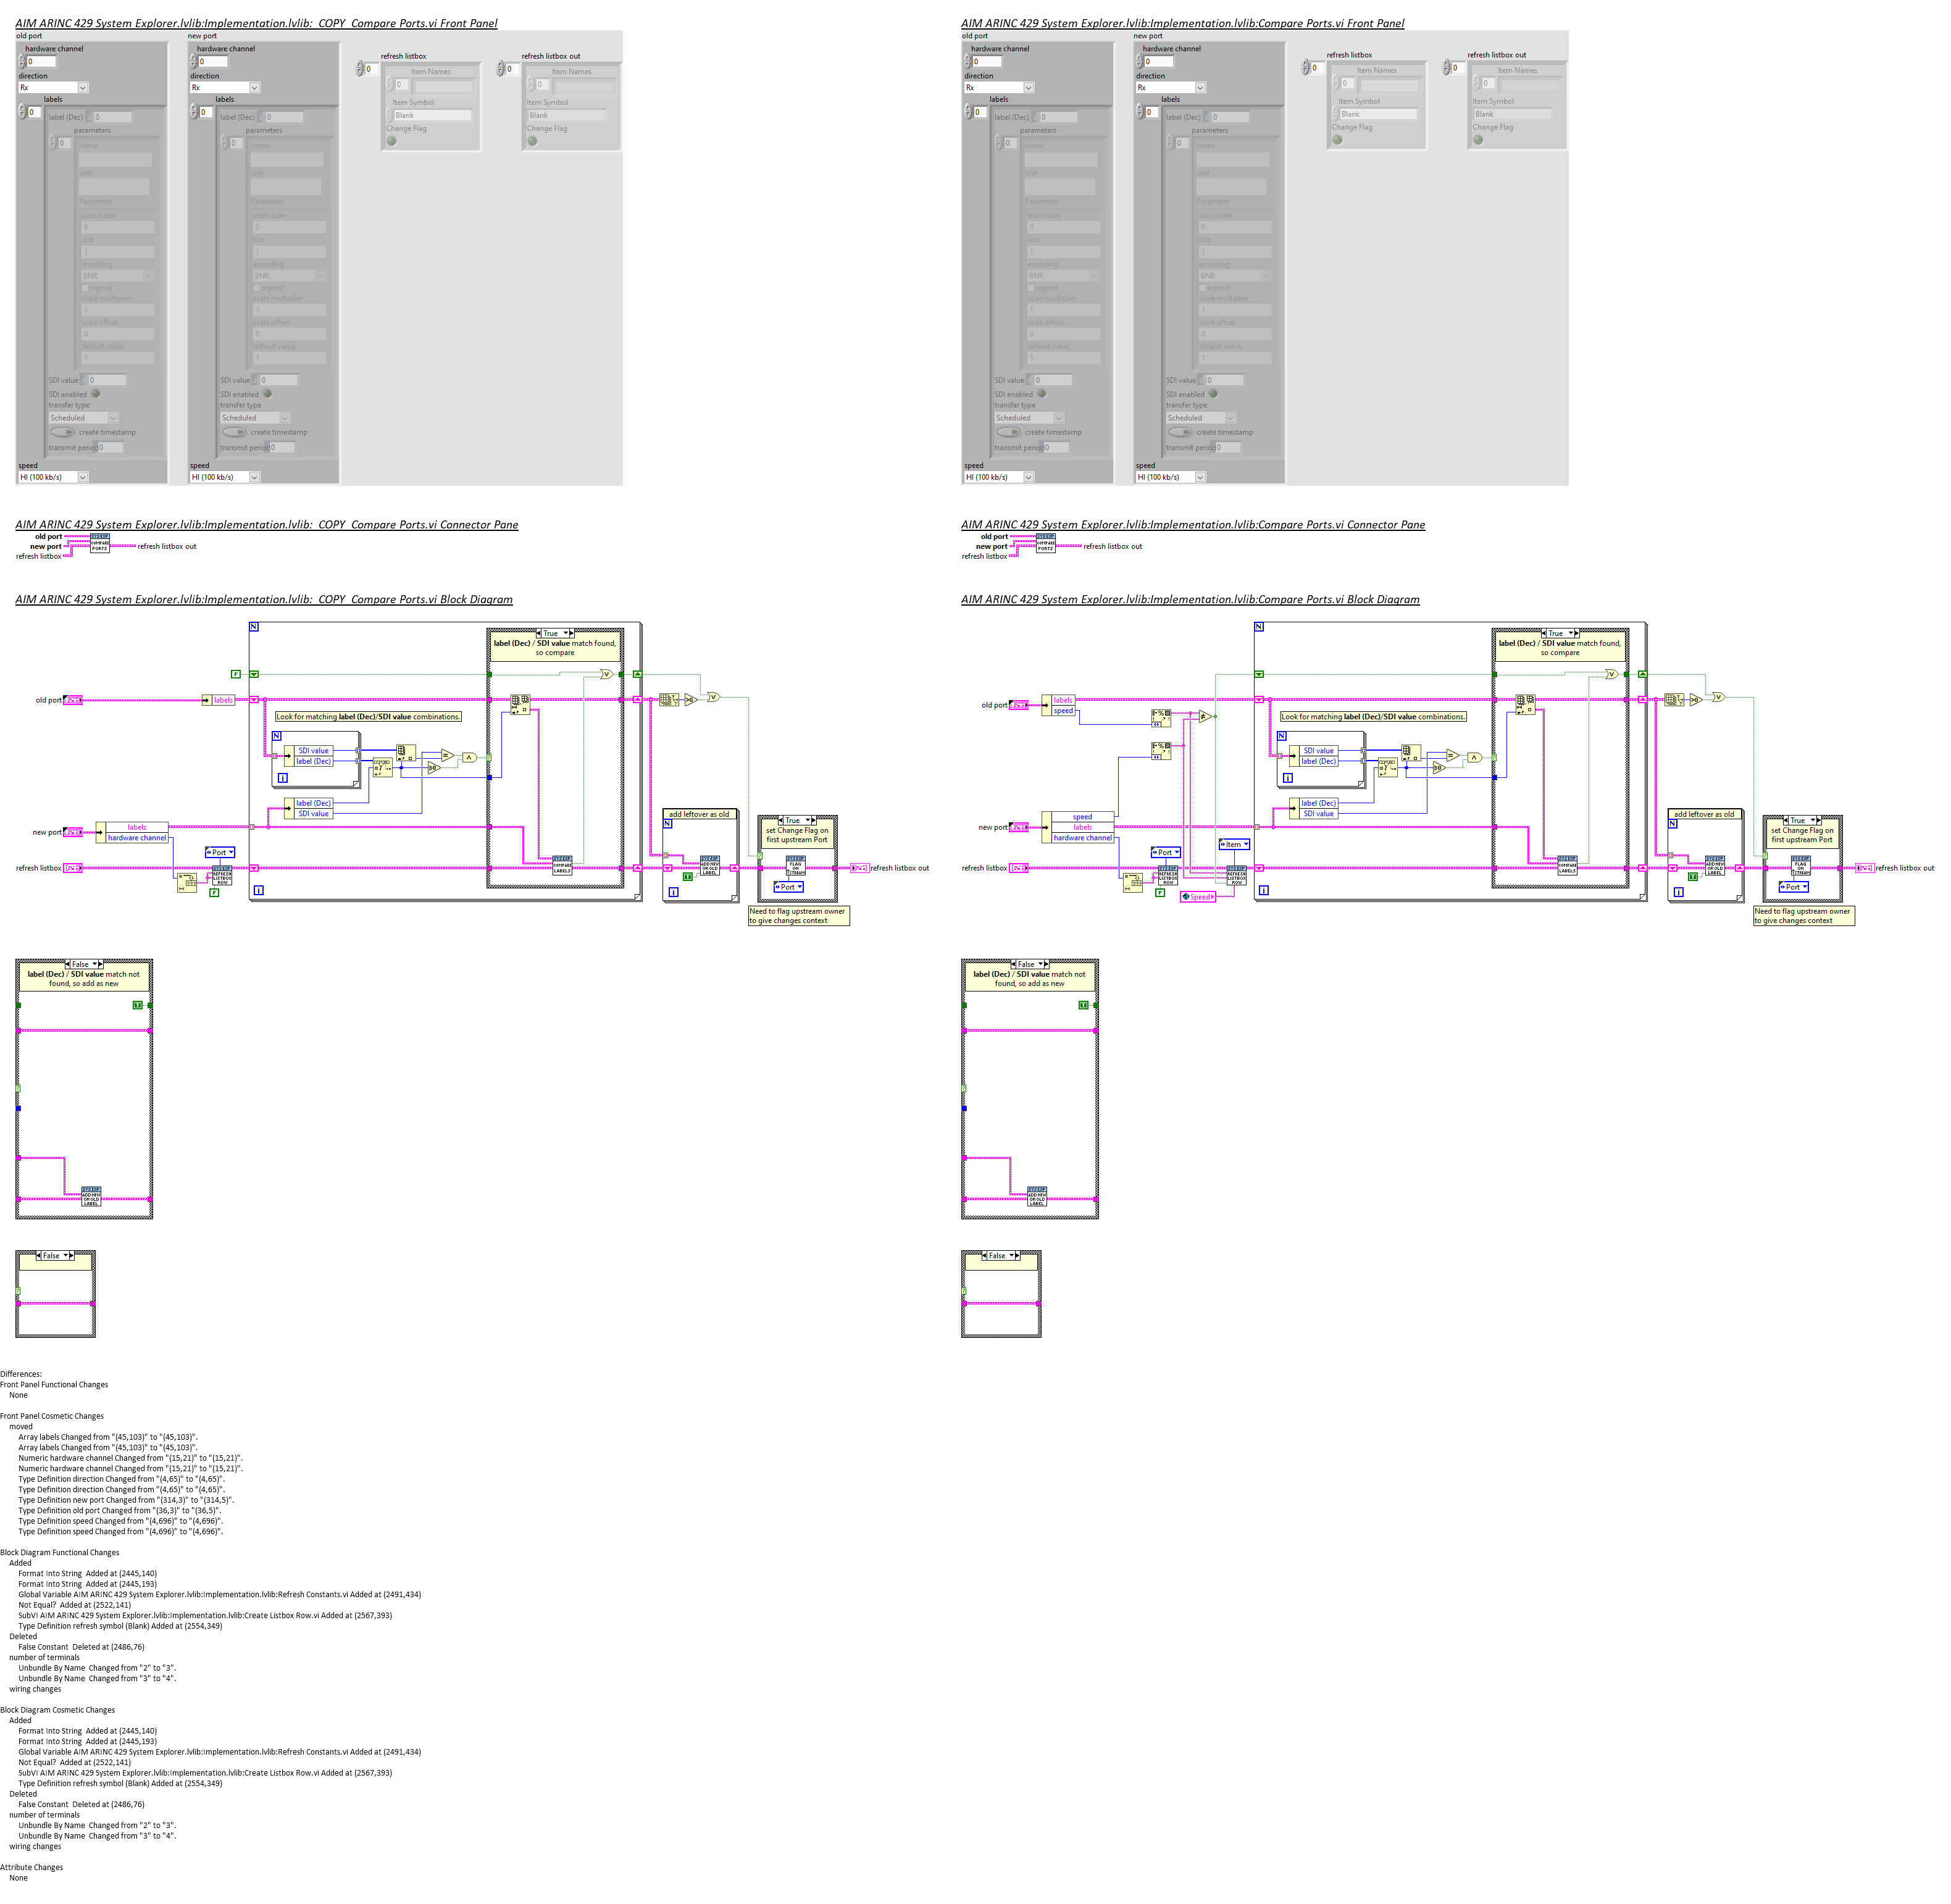 AIM ARINC 429 System Explorer.lvlib:Implementation.lvlib:_COPY_Compare Ports.vi Front Panel
old port
hardware channel
0
direction
Rx
labels
0
label (Dec)
0
parameters
0
name
unit
Parameter
start index
0
size
1
encoding
BNR
signed
scale multiplier
1
scale offset
0
default value
1
SDI value
0
SDI enabled
transfer type
Scheduled
create timestamp
transmit period
0
speed
HI (100 kb/s)
new port
hardware channel
0
direction
Rx
labels
0
label (Dec)
0
parameters
0
name
unit
Parameter
start index
0
size
1
encoding
BNR
signed
scale multiplier
1
scale offset
0
default value
1
SDI value
0
SDI enabled
transfer type
Scheduled
create timestamp
transmit period
0
speed
HI (100 kb/s)
refresh listbox
0
Item Names
0
Item Symbol
Blank
Change Flag
refresh listbox out
0
Item Names
0
Item Symbol
Blank
Change Flag
AIM ARINC 429 System Explorer.lvlib:Implementation.lvlib:Compare Ports.vi Front Panel
old port
hardware channel
0
direction
Rx
labels
0
label (Dec)
0
parameters
0
name
unit
Parameter
start index
0
size
1
encoding
BNR
signed
scale multiplier
1
scale offset
0
default value
1
SDI value
0
SDI enabled
transfer type
Scheduled
create timestamp
transmit period
0
speed
HI (100 kb/s)
new port
hardware channel
0
direction
Rx
labels
0
label (Dec)
0
parameters
0
name
unit
Parameter
start index
0
size
1
encoding
BNR
signed
scale multiplier
1
scale offset
0
default value
1
SDI value
0
SDI enabled
transfer type
Scheduled
create timestamp
transmit period
0
speed
HI (100 kb/s)
refresh listbox
0
Item Names
0
Item Symbol
Blank
Change Flag
refresh listbox out
0
Item Names
0
Item Symbol
Blank
Change Flag
AIM ARINC 429 System Explorer.lvlib:Implementation.lvlib:_COPY_Compare Ports.vi Connector Pane
old port
new port
refresh listbox
SYS EXP
COMPARE
PORTS
refresh listbox out
AIM ARINC 429 System Explorer.lvlib:Implementation.lvlib:Compare Ports.vi Connector Pane
old port
new port
refresh listbox
SYS EXP
COMPARE
PORTS
refresh listbox out
AIM ARINC 429 System Explorer.lvlib:Implementation.lvlib:_COPY_Compare Ports.vi Block Diagram
N
True
label (Dec) / SDI value match found,
so compare
F
old port
labels
Look for matching label (Dec)/SDI value combinations.
N
SDI value
label (Dec)
i
label (Dec)
SDI value
new port
labels
hardware channel
Port
refresh listbox
SYS EXP
REFRESH
LISTBOX
ROW
F
i
SYS EXP
COMPARE
LABELS
add leftover as old
N
SYS EXP
ADD NEW
OR OLD
LABEL
T
i
True
set Change Flag on
first upstream Port
Port
refresh listbox out
Need to flag upstream owner
to give changes context
False
label (Dec) / SDI value match not
found, so add as new
T
SYS EXP
ADD NEW
OR OLD
LABEL
False
AIM ARINC 429 System Explorer.lvlib:Implementation.lvlib:Compare Ports.vi Block Diagram
N
True
label (Dec) / SDI value match found,
so compare
old port
labels
speed
Look for matching label (Dec)/SDI value combinations.
N
SDI value
label (Dec)
i
label (Dec)
SDI value
new port
speed
labels
hardware channel
Port
Item
refresh listbox
SYS EXP
REFRESH
LISTBOX
ROW
SYS EXP
REFRESH
LISTBOX
ROW
F
Speed
i
SYS EXP
COMPARE
LABELS
add leftover as old
N
SYS EXP
ADD NEW
OR OLD
LABEL
T
i
True
set Change Flag on
first upstream Port
Port
refresh listbox out
Need to flag upstream owner
to give changes context
False
label (Dec) / SDI value match not
found, so add as new
T
SYS EXP
ADD NEW
OR OLD
LABEL
False
Differences:
Front Panel Functional Changes
None
Front Panel Cosmetic Changes
moved
Array labels Changed from "(45,103)" to "(45,103)".
Array labels Changed from "(45,103)" to "(45,103)".
Numeric hardware channel Changed from "(15,21)" to "(15,21)".
Numeric hardware channel Changed from "(15,21)" to "(15,21)".
Type Definition direction Changed from "(4,65)" to "(4,65)".
Type Definition direction Changed from "(4,65)" to "(4,65)".
Type Definition new port Changed from "(314,3)" to "(314,5)".
Type Definition old port Changed from "(36,3)" to "(36,5)".
Type Definition speed Changed from "(4,696)" to "(4,696)".
Type Definition speed Changed from "(4,696)" to "(4,696)".
Block Diagram Functional Changes
Added
Format Into String  Added at (2445,140)
Format Into String  Added at (2445,193)
Global Variable AIM ARINC 429 System Explorer.lvlib:Implementation.lvlib:Refresh Constants.vi Added at (2491,434)
Not Equal?  Added at (2522,141)
SubVI AIM ARINC 429 System Explorer.lvlib:Implementation.lvlib:Create Listbox Row.vi Added at (2567,393)
Type Definition refresh symbol (Blank) Added at (2554,349)
Deleted
False Constant  Deleted at (2486,76)
number of terminals
Unbundle By Name  Changed from "2" to "3".
Unbundle By Name  Changed from "3" to "4".
wiring changes
Block Diagram Cosmetic Changes
Added
Format Into String  Added at (2445,140)
Format Into String  Added at (2445,193)
Global Variable AIM ARINC 429 System Explorer.lvlib:Implementation.lvlib:Refresh Constants.vi Added at (2491,434)
Not Equal?  Added at (2522,141)
SubVI AIM ARINC 429 System Explorer.lvlib:Implementation.lvlib:Create Listbox Row.vi Added at (2567,393)
Type Definition refresh symbol (Blank) Added at (2554,349)
Deleted
False Constant  Deleted at (2486,76)
number of terminals
Unbundle By Name  Changed from "2" to "3".
Unbundle By Name  Changed from "3" to "4".
wiring changes
Attribute Changes
None